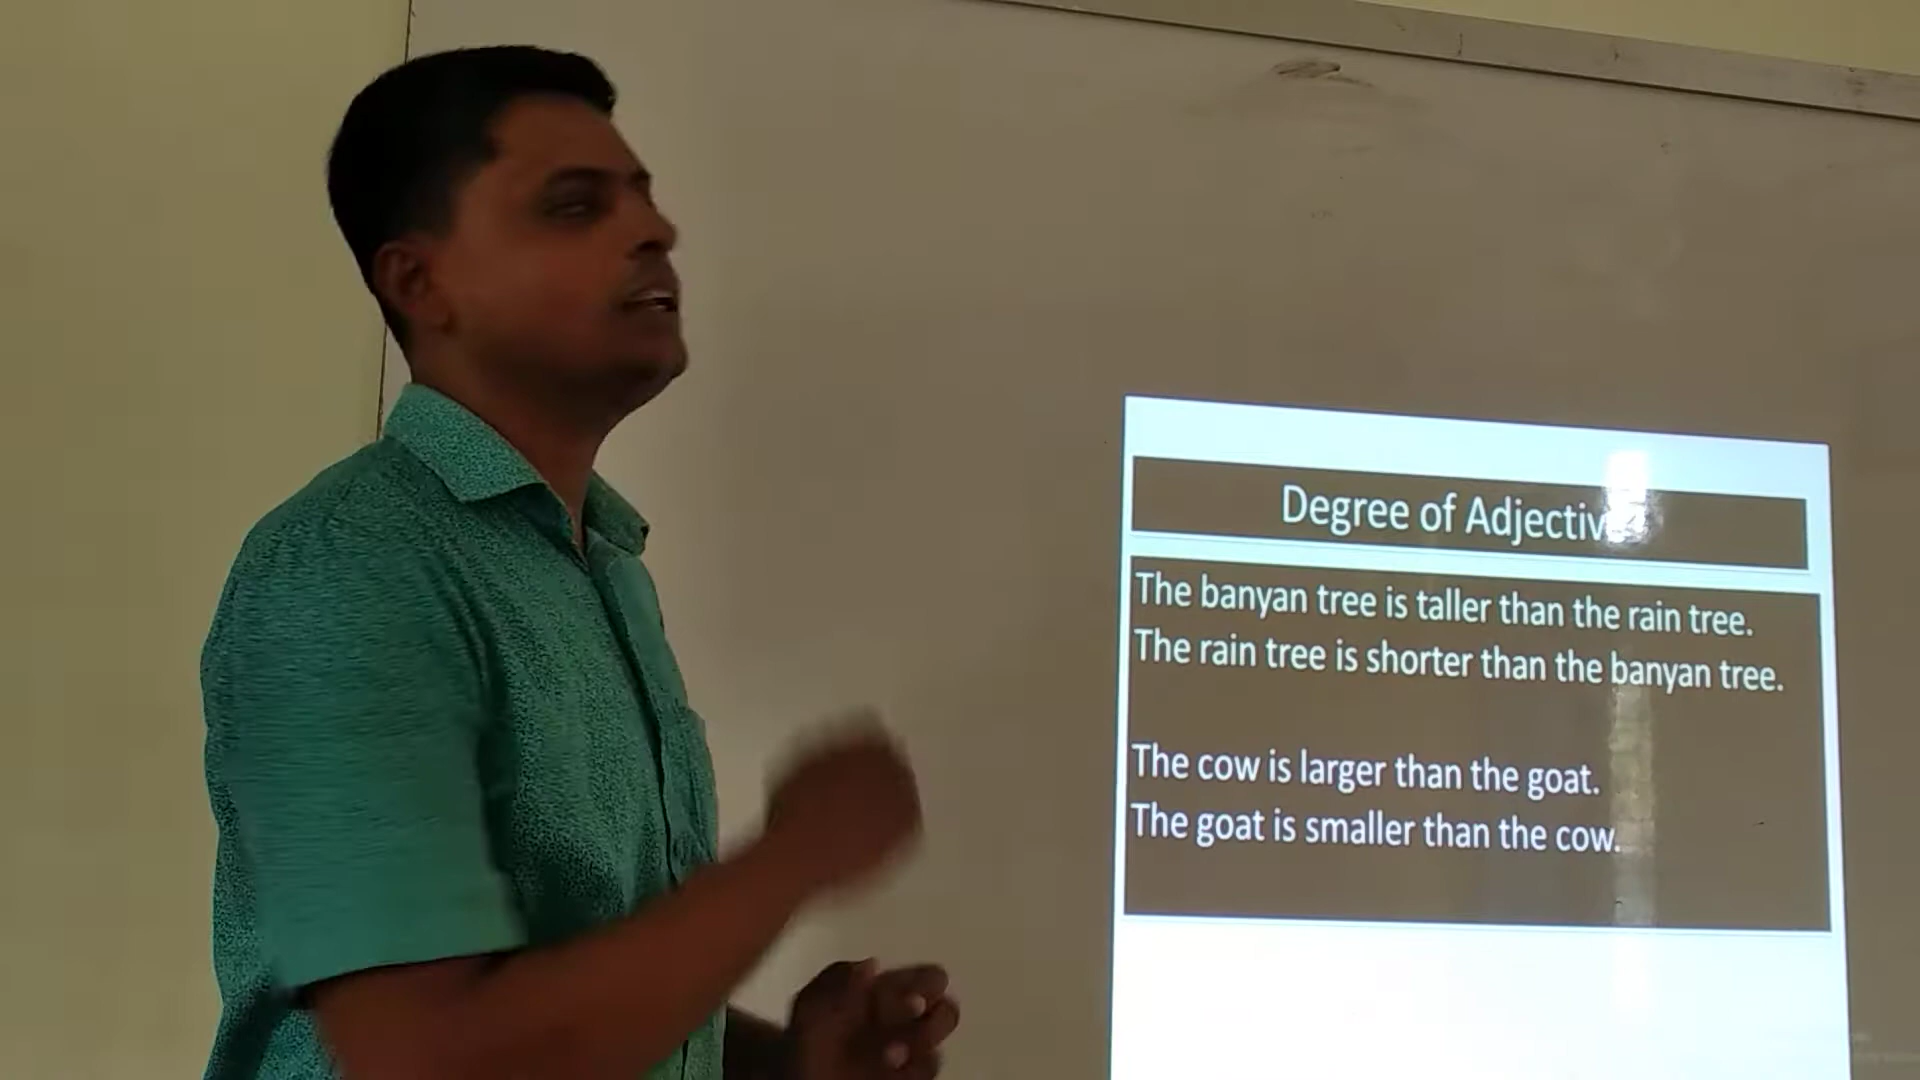 Degree of Adjective
The banyan tree is taller than the rain tree.
The rain tree is shorter than the banyan tree.
The cow is larger than the goat.
The goat is smaller than the cow.